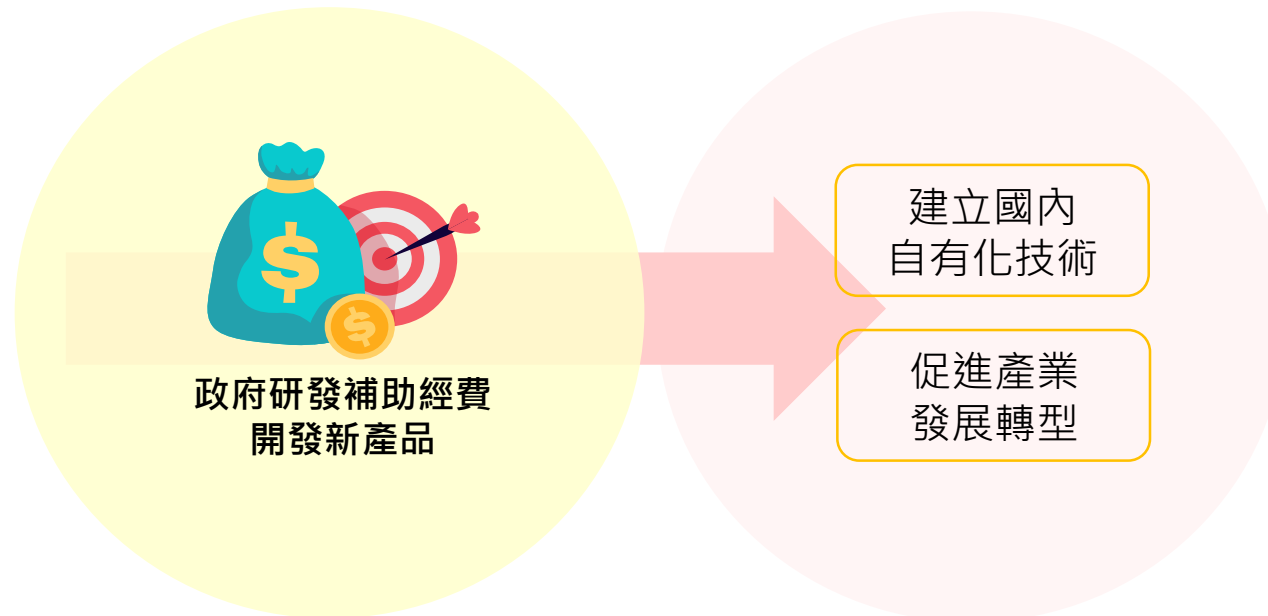 政府研發補助經費
開發新產品
建立國內
自有化技術
促進產業
發展轉型
$
$